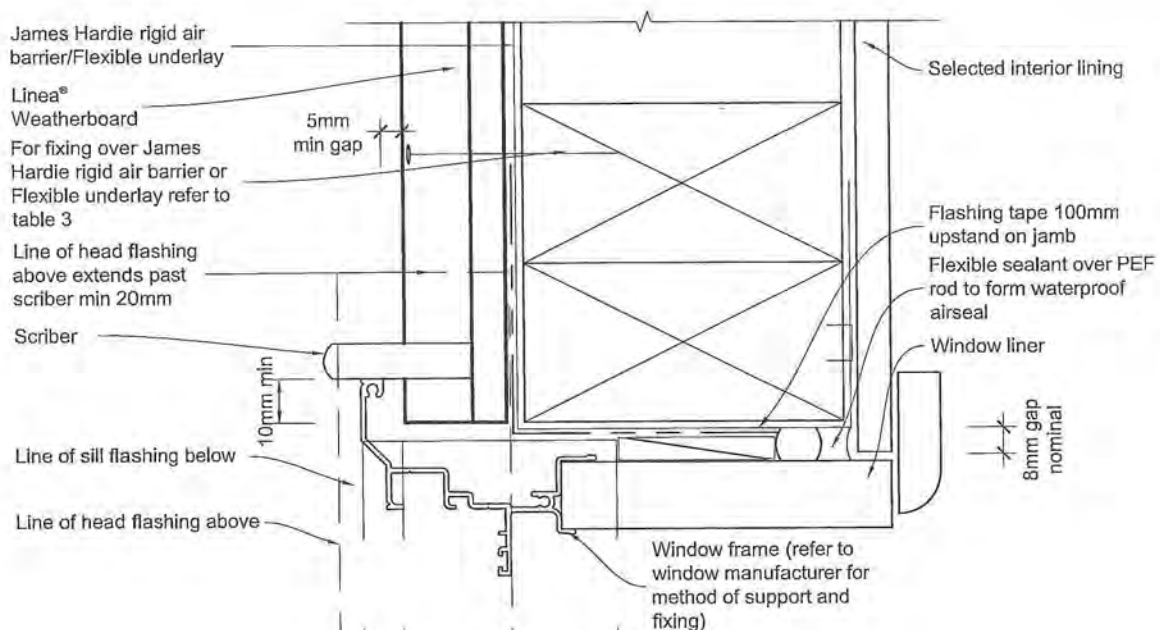 James Hardie rigid air
barrier/Flexible underlay
Linea®
Weatherboard
5mm
min gap
For fixing over James
Hardie rigid air barrier or
Flexible underlay refer to
table 3
Line of head flashing
above extends past
scriber min 20mm
Scriber
10mm min
Line of sill flashing below
Line of head flashing above
Selected interior lining
Flashing tape 100mm
upstand on jamb
Flexible sealant over PEF
rod to form waterproof
airseal
Window liner
8mm gap
nominal
Window frame (refer to
window manufacturer for
method of support and
fixing)